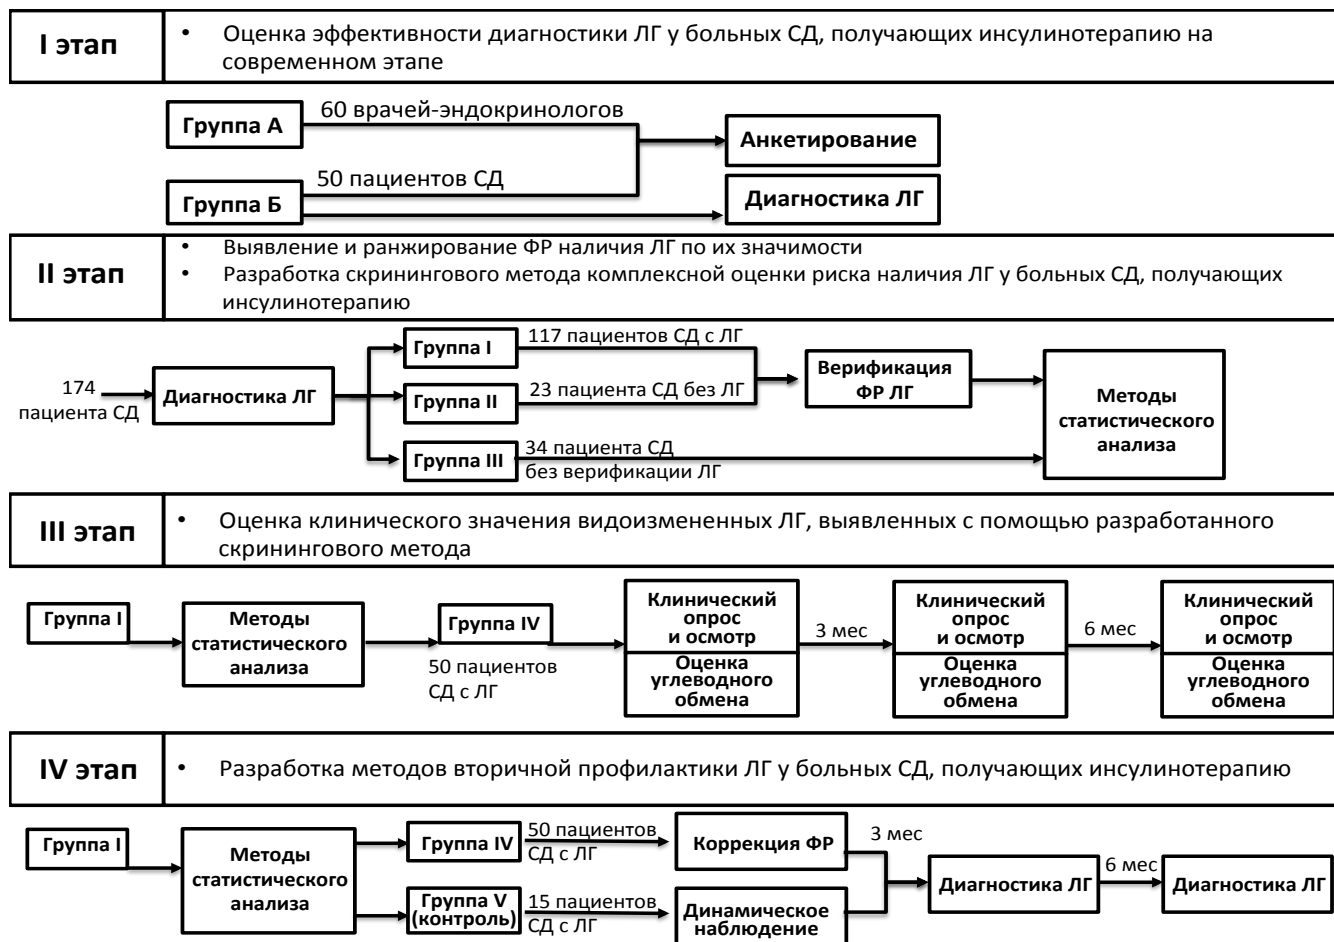 I этап
• Оценка эффективности диагностики ЛГ у больных СД, получающих инсулинотерапию на
современном этапе
Группа А
60 врачей-эндокринологов
Анкетирование
Группа Б
50 пациентов СД
Диагностика ЛГ
II этап
• Выявление и ранжирование ФР наличия ЛГ по их значимости
• Разработка скринингового метода комплексной оценки риска наличия ЛГ у больных СД, получающих
инсулинотерапию
174
пациента СД
Диагностика ЛГ
Группа I
117 пациентов СД с ЛГ
Группа II
23 пациента СД без ЛГ
Группа III
34 пациента СД
без верификации ЛГ
Верификация
ФР ЛГ
Методы
статистического
анализа
III этап
• Оценка клинического значения видоизмененных ЛГ, выявленных с помощью разработанного
скринингового метода
Группа I
Методы
статистического
анализа
Группа IV
50 пациентов
СД с ЛГ
Клинический
опрос
и осмотр
Оценка
углеводного
обмена
3 мес
Клинический
опрос
и осмотр
Оценка
углеводного
обмена
6 мес
Клинический
опрос
и осмотр
Оценка
углеводного
обмена
IV этап
• Разработка методов вторичной профилактики ЛГ у больных СД, получающих инсулинотерапию
Группа I
Методы
статистического
анализа
Группа IV
50 пациентов
СД с ЛГ
Коррекция ФР
Группа V
(контроль)
15 пациентов
СД с ЛГ
Динамическое
наблюдение
3 мес
Диагностика ЛГ
6 мес
Диагностика ЛГ